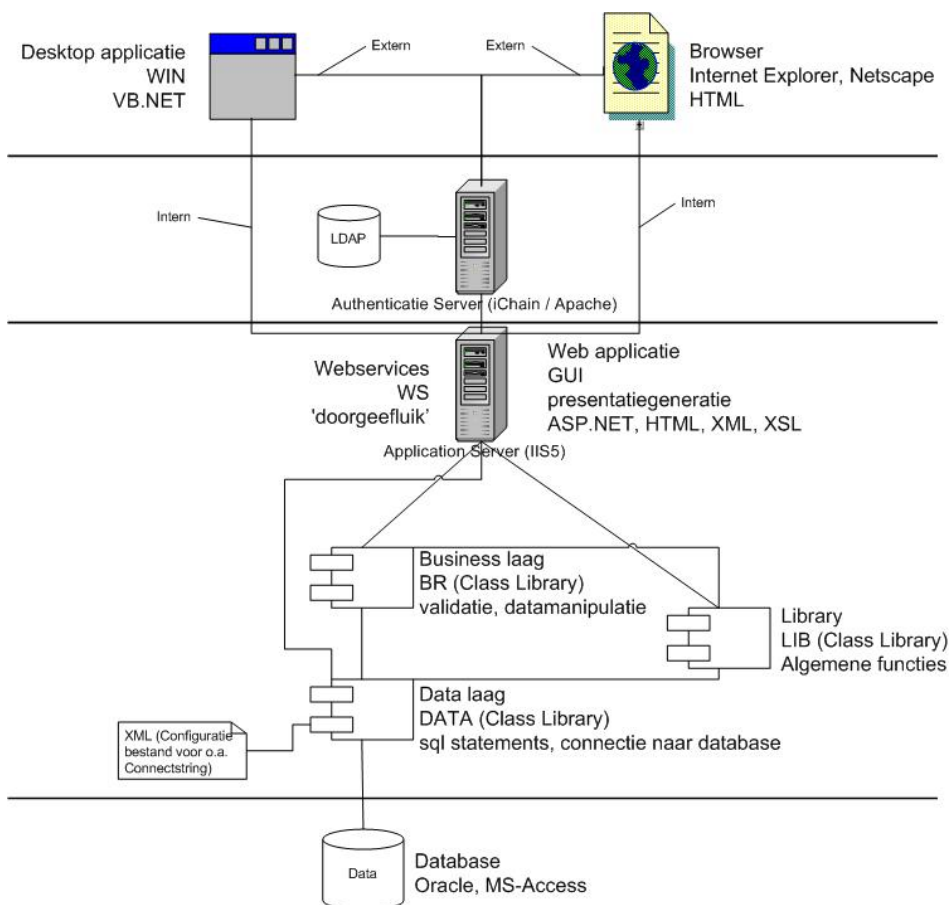 Desktop applicatie
WIN
VB.NET
Extern
Extern
Browser
Internet Explorer, Netscape
HTML
Intern
LDAP
Intern
Authenticatie Server (iChain / Apache)
Webservices
WS
'doorgeefluik'
Web applicatie
GUI
presentatiegeneratie
ASP.NET, HTML, XML, XSL
Application Server (IIS5)
Business laag
BR (Class Library)
validatie, datamanipulatie
Library
LIB (Class Library)
Algemene functies
Data laag
DATA (Class Library)
sql statements, connectie naar database
XML (Configuratie
bestand voor o.a.
Connectstring)
Data
Database
Oracle, MS-Access